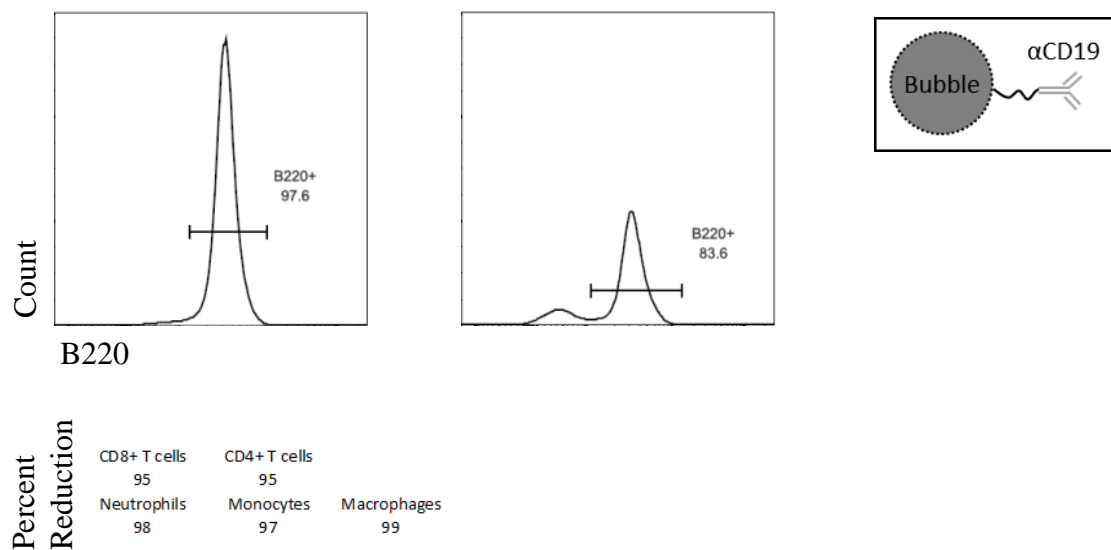 B220+
97.6
B220+
83.6
αCD19
Bubble
Count
B220
Percent
Reduction
CD8+ T cells CD4+ T cells
95 95
Neutrophils Monocytes Macrophages
98 97 99